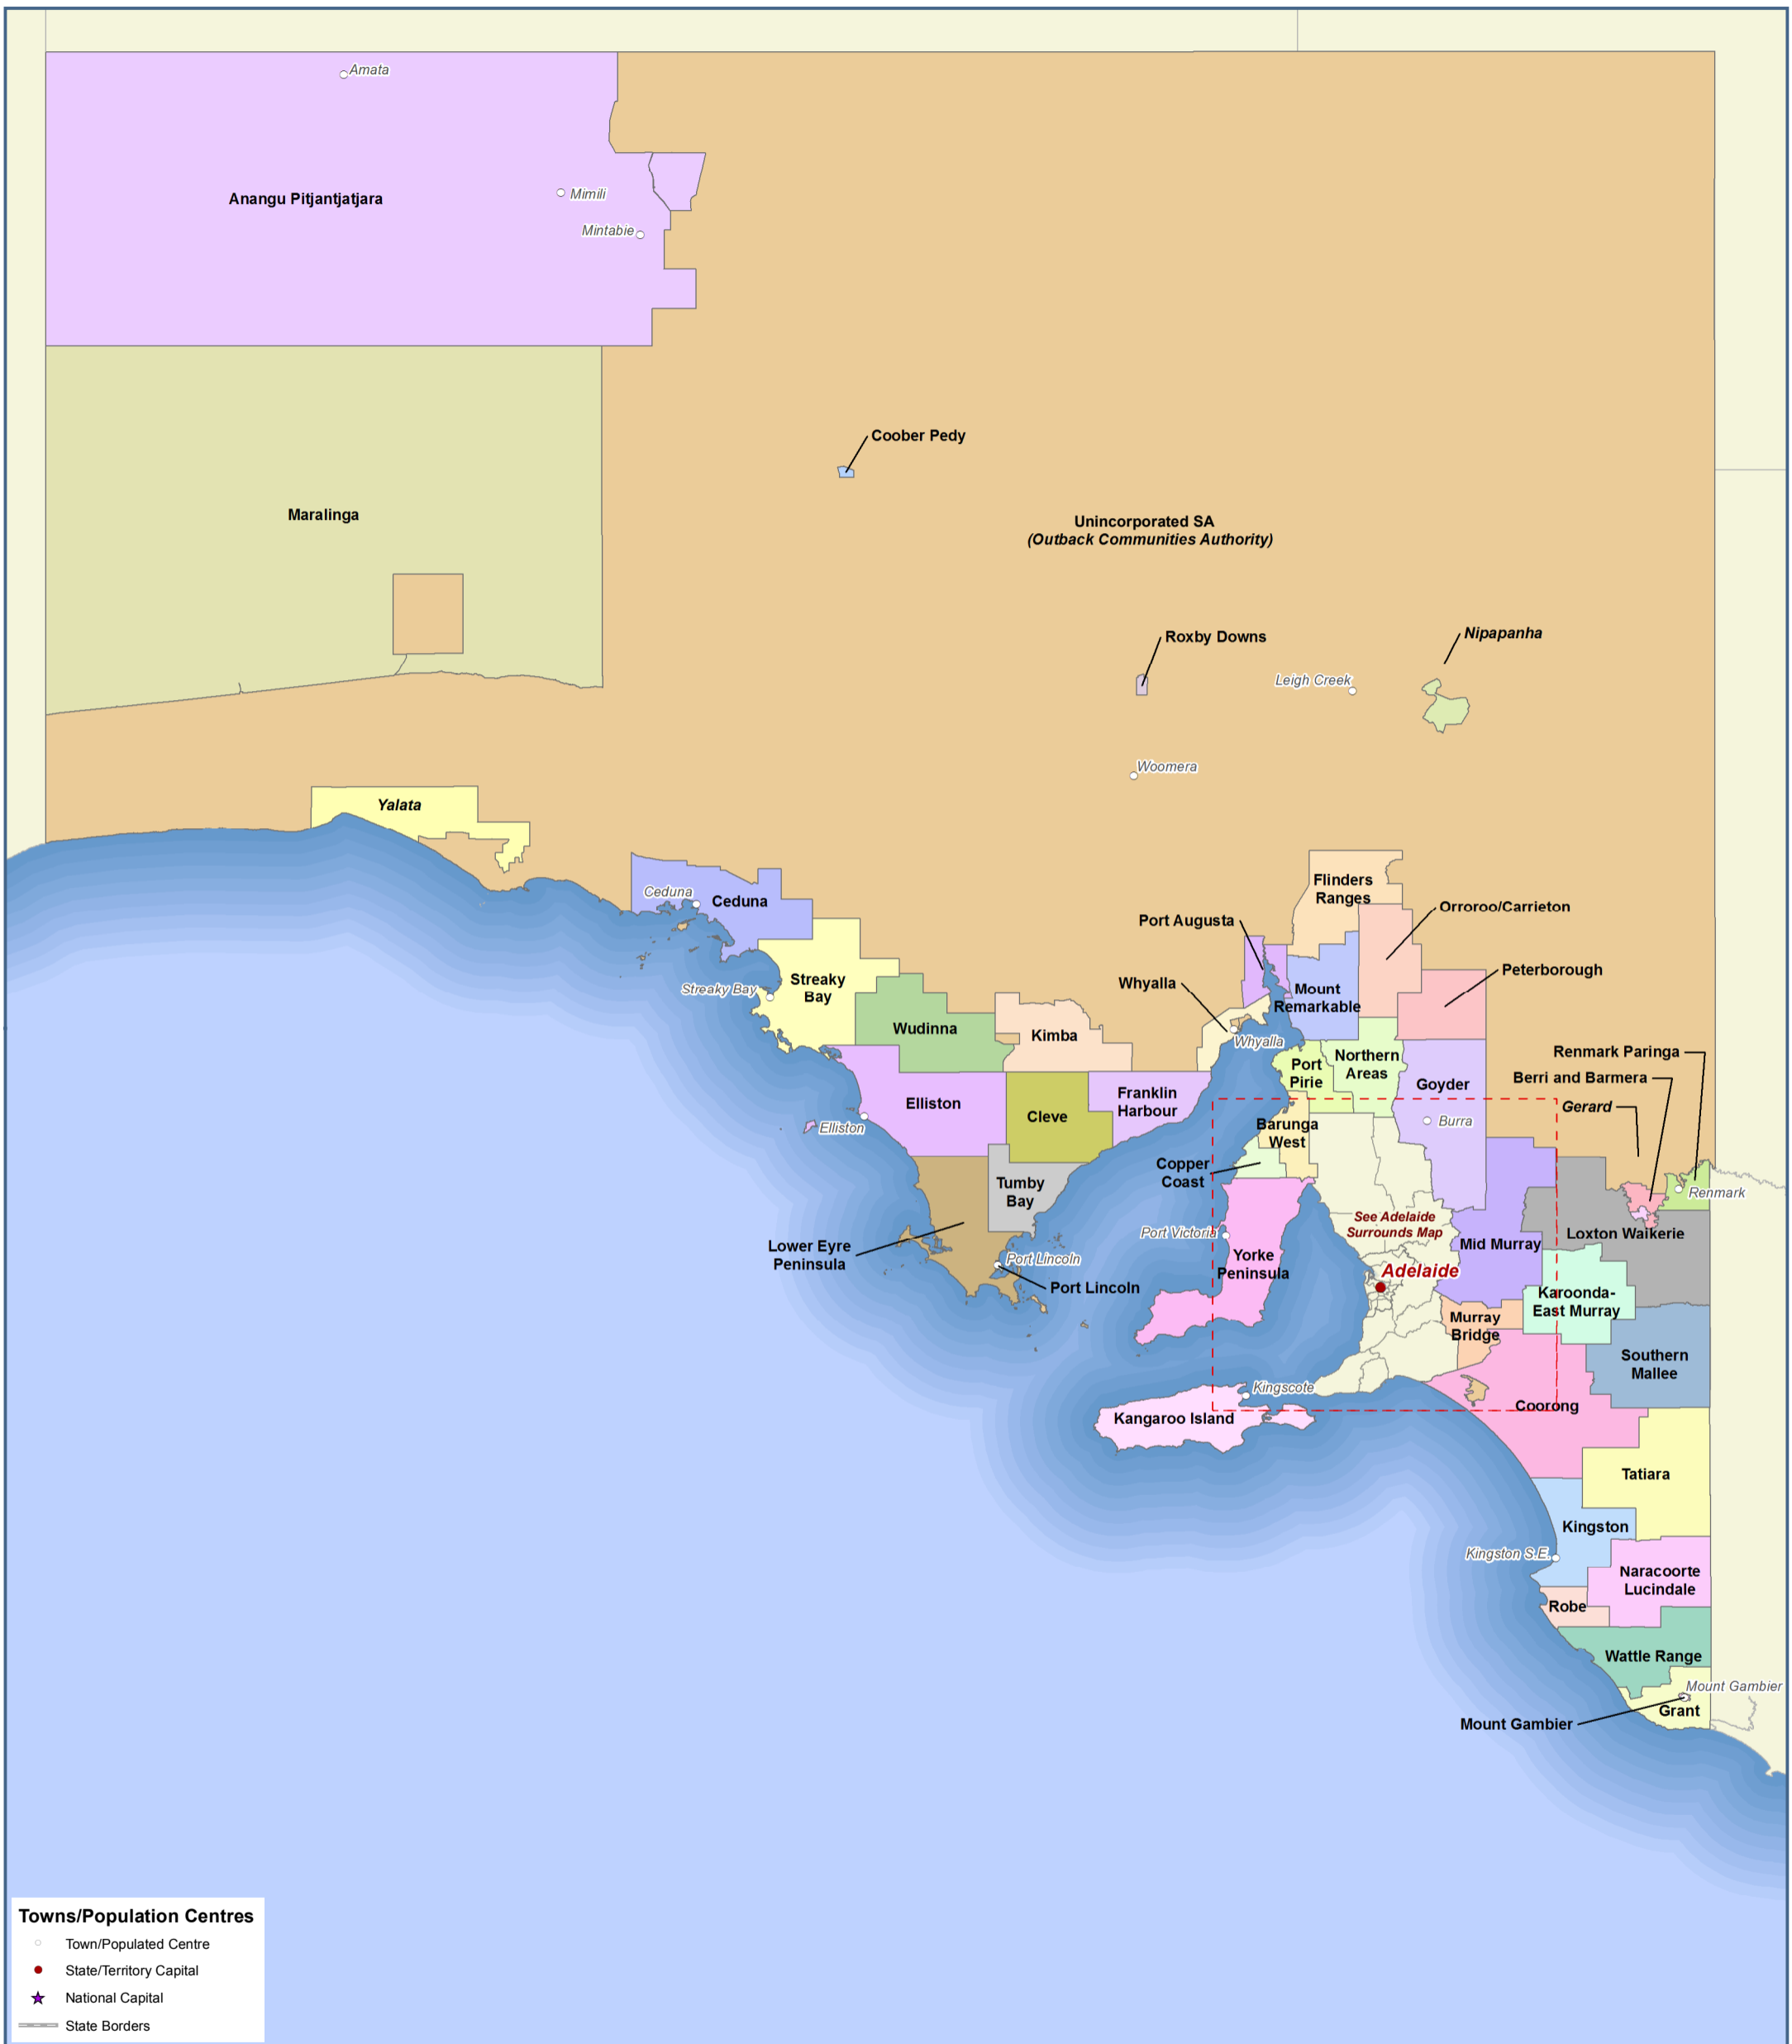 Amata
Anangu Pitjantjatjara
Mimili
Mintabie
Coober Pedy
Maralinga
Unincorporated SA
(Outback Communities Authority)
Roxby Downs
Nipapanha
Leigh Creek
Woomera
Yalata
Flinders
Ranges
Ceduna
Ceduna
Orroroo/Carrieton
Port Augusta
Peterborough
Streaky
Bay
Streaky Bay
Whyalla
Mount
Remarkable
Wudinna
Kimba
Whyalla
Northern
Areas
Renmark Paringa
Port
Pirie
Berri and Barmera
Goyder
Elliston
Franklin
Harbour
Gerard
Cleve
Elliston
Barunga
West
Burra
Copper
Coast
Tumby
Bay
Renmark
See Adelaide
Surrounds Map
Port Victoria
Loxton Waikerie
Mid Murray
Lower Eyre
Peninsula
Port Lincoln
Yorke
Peninsula
Adelaide
Port Lincoln
Karoonda-
East Murray
Murray
Bridge
Southern
Mallee
Kingscote
Kangaroo Island
Coorong
Tatiara
Kingston
Kingston S.E.
Naracoorte
Lucindale
Robe
Wattle Range
Mount Gambier
Grant
Mount Gambier
Towns/Population Centres
Town/Populated Centre
State/Territory Capital
National Capital
State Borders